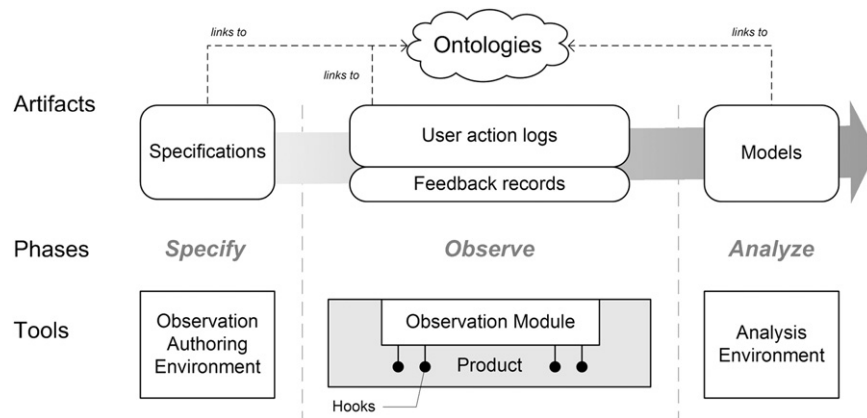 links to
Ontologies
links to
links to
Artifacts
Specifications
User action logs
Feedback records
Models
Phases
Specify
Observe
Analyze
Tools
Observation
Authoring
Environment
Observation Module
Product
Hooks
Analysis
Environment